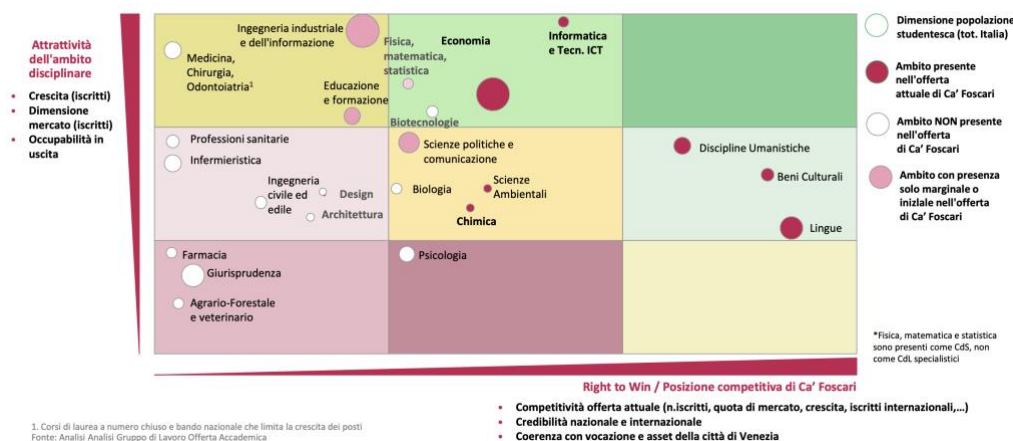 Attrattività
dell'ambito
disciplinare
• Crescita (iscritti)
• Dimensione
mercato (iscritti)
• Occupabilità in
uscita
Ingegneria industriale
e dell'informazione
Medicina,
Chirurgia,
Odontoiatria¹
Educazione
e formazione
Fisica,
matematica,
statistica
Economia
Informatica
e Tecn. ICT
Biotecnologie
Professioni sanitarie
Infermieristica
Ingegneria
civile ed
edile
Design
Architettura
Scienze politiche e
comunicazione
Biologia
Scienze
Ambientali
Chimica
Discipline Umanistiche
Beni Culturali
Lingue
Farmacia
Giurisprudenza
Agrario-Forestale
e veterinario
Psicologia
Dimensione popolazione
studentesca (tot. Italia)
Ambito presente
nell'offerta
attuale di Ca' Foscari
Ambito NON presente
nell'offerta
di Ca' Foscari
Ambito con presenza
solo marginale o
iniziale nell'offerta
di Ca' Foscari
*Fisica, matematica e statistica
sono presenti come CdS, non
come CdL specialistici
Right to Win / Posizione competitiva di Ca' Foscari
• Competitività offerta attuale (n.iscritti, quota di mercato, crescita, iscritti internazionali,...)
• Credibilità nazionale e internazionale
• Coerenza con vocazione e asset della città di Venezia
1. Corsi di laurea a numero chiuso e bando nazionale che limita la crescita dei posti
Fonte: Analisi Analisi Gruppo di Lavoro Offerta Accademica